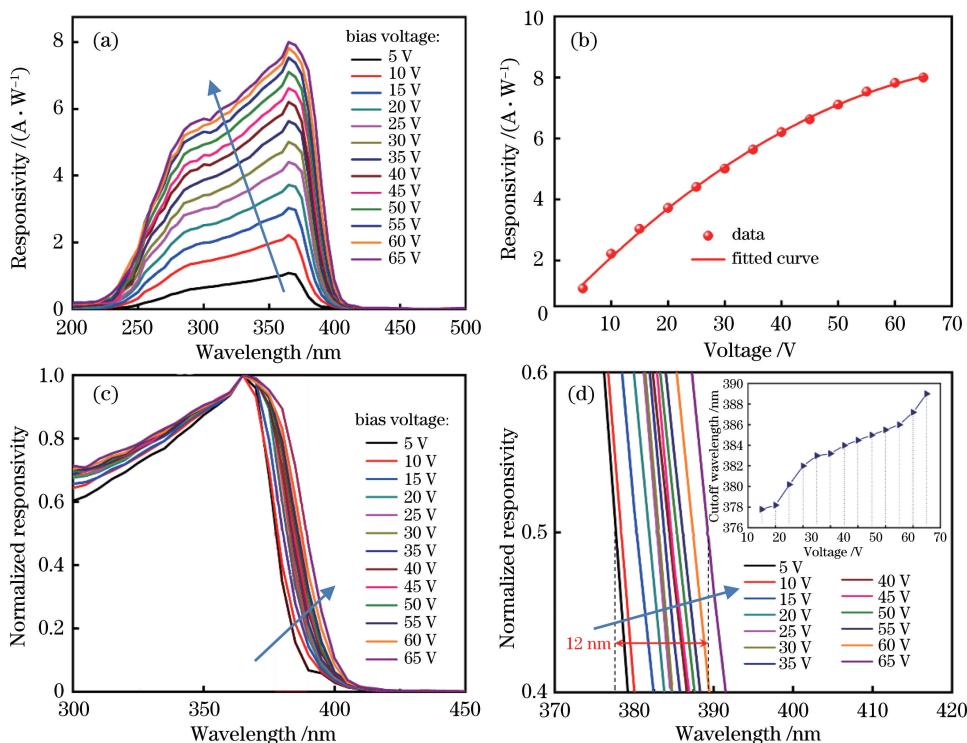 (a)
bias voltage:
5 V
10 V
15 V
20 V
25 V
30 V
35 V
40 V
45 V
50 V
55 V
60 V
65 V
8
6
4
2
0
200 250 300 350 400 450 500
Wavelength /nm
Responsivity /(A · W⁻¹)
(b)
10
8
6
4
2
0
data
fitted curve
10 20 30 40 50 60 70
Voltage /V
Responsivity /(A · W⁻¹)
(c)
bias voltage:
5 V
10 V
15 V
20 V
25 V
30 V
35 V
40 V
45 V
50 V
55 V
60 V
65 V
1.0
0.8
0.6
0.4
0.2
0
300 350 400 450
Wavelength /nm
Normalized responsivity
(d)
0.6
0.5
0.4
390
388
386
384
382
380
378
376
Cutoff wavelength /nm
10 20 30 40 50 60 70
Voltage /V
5 V
10 V
15 V
20 V
25 V
30 V
35 V
40 V
45 V
50 V
55 V
60 V
65 V
12 nm
370 380 390 400 410 420
Wavelength /nm
Normalized responsivity